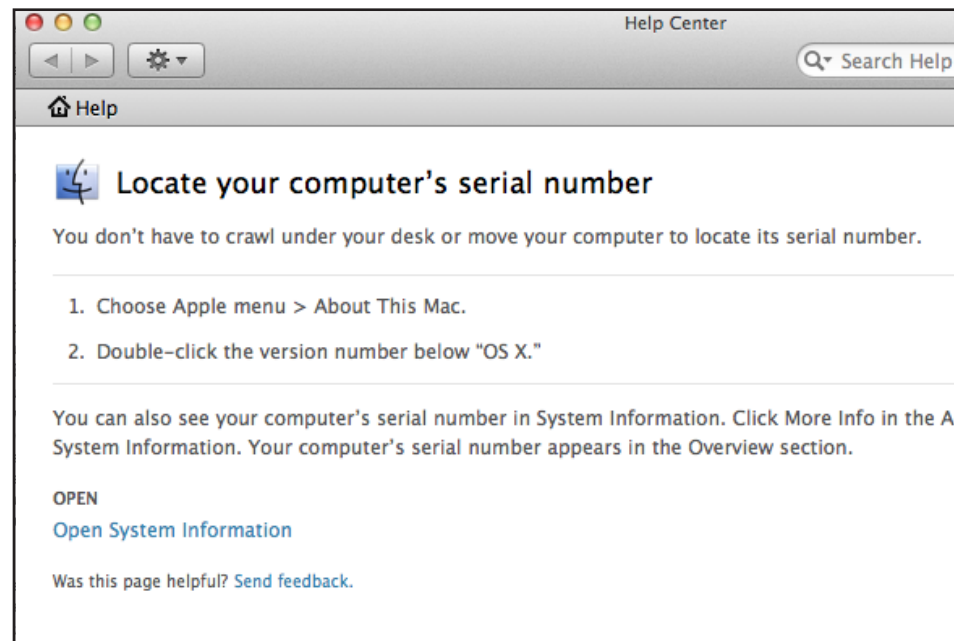 Help Center
Search Help
Help
Locate your computer’s serial number
You don’t have to crawl under your desk or move your computer to locate its serial number.
1. Choose Apple menu > About This Mac.
2. Double-click the version number below “OS X.”
You can also see your computer’s serial number in System Information. Click More Info in the A
System Information. Your computer’s serial number appears in the Overview section.
OPEN
Open System Information
Was this page helpful? Send feedback.